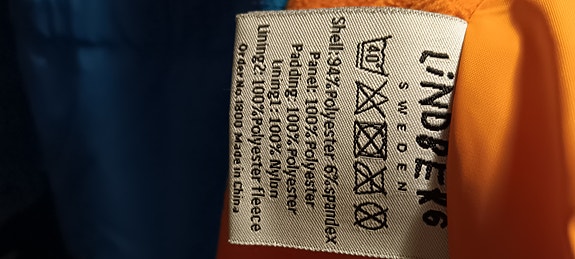 LiNDBERG
SWEDEN
40°
Shell: 94% Polyester 6% spandex
Panel: 100% Polyester
Padding: 100% Polyester
Lining1: 100% Nylon
Lining2: 100% Polyester fleece
Made in China